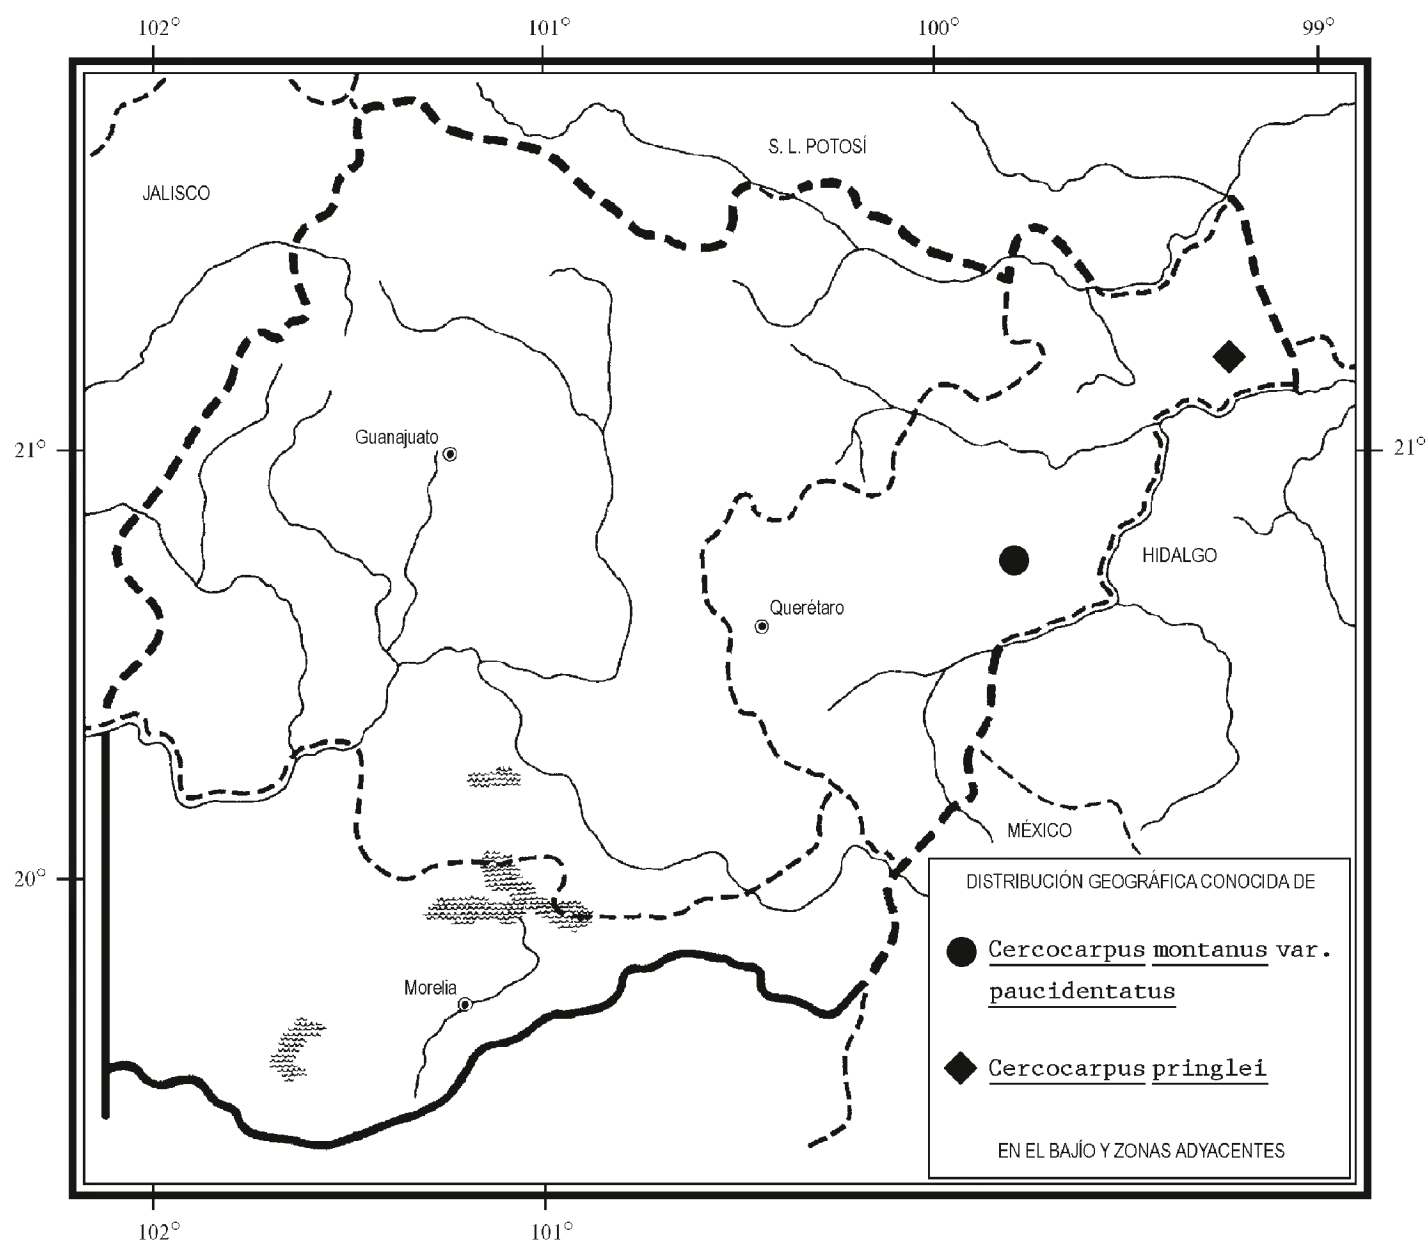 102° 101° 100° 99°
S. L. POTOSÍ
JALISCO
Guanajuato
21° 21°
HIDALGO
Querétaro
MÉXICO
20°
DISTRIBUCIÓN GEOGRÁFICA CONOCIDA DE
Cercocarpus montanus var.
paucidentatus
Morelia
Cercocarpus pringlei
EN EL BAJÍO Y ZONAS ADYACENTES
102° 101°